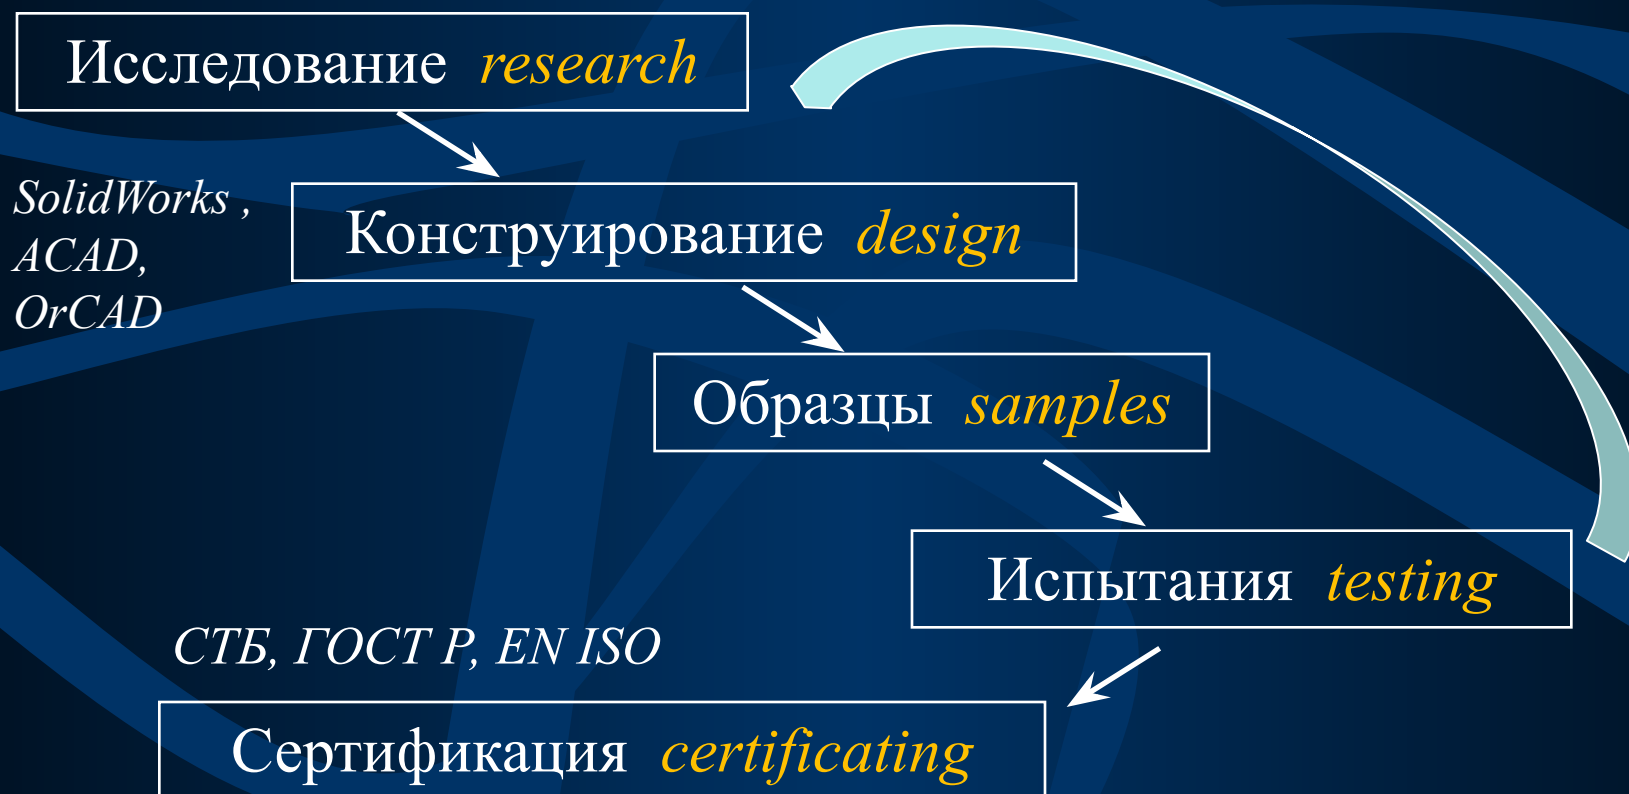 Исследование research
SolidWorks ,
ACAD,
OrCAD
Конструирование design
Образцы samples
Испытания testing
СТБ, ГОСТ Р, EN ISO
Сертификация certificating